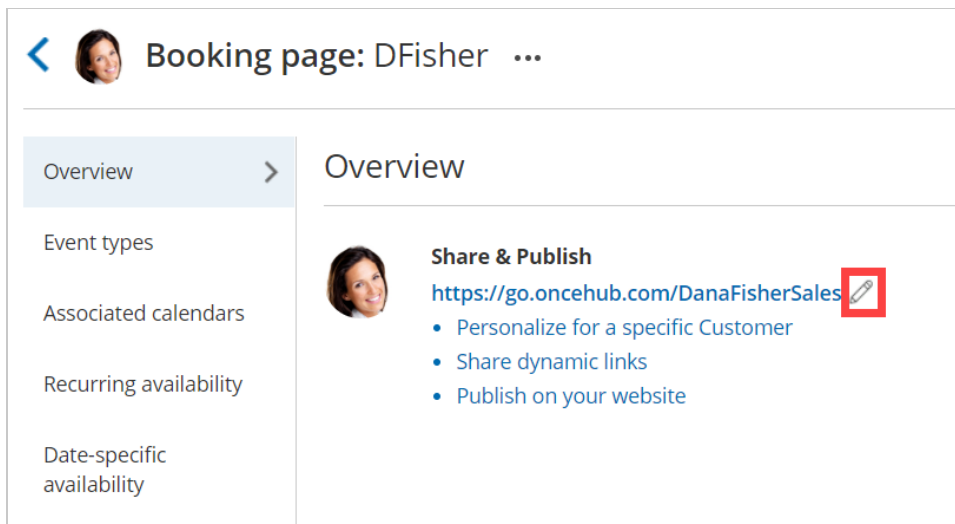 Booking page: DFisher ...
Overview
Event types
Associated calendars
Recurring availability
Date-specific
availability
Overview
Share & Publish
https://go.oncehub.com/DanaFisherSales
• Personalize for a specific Customer
• Share dynamic links
• Publish on your website